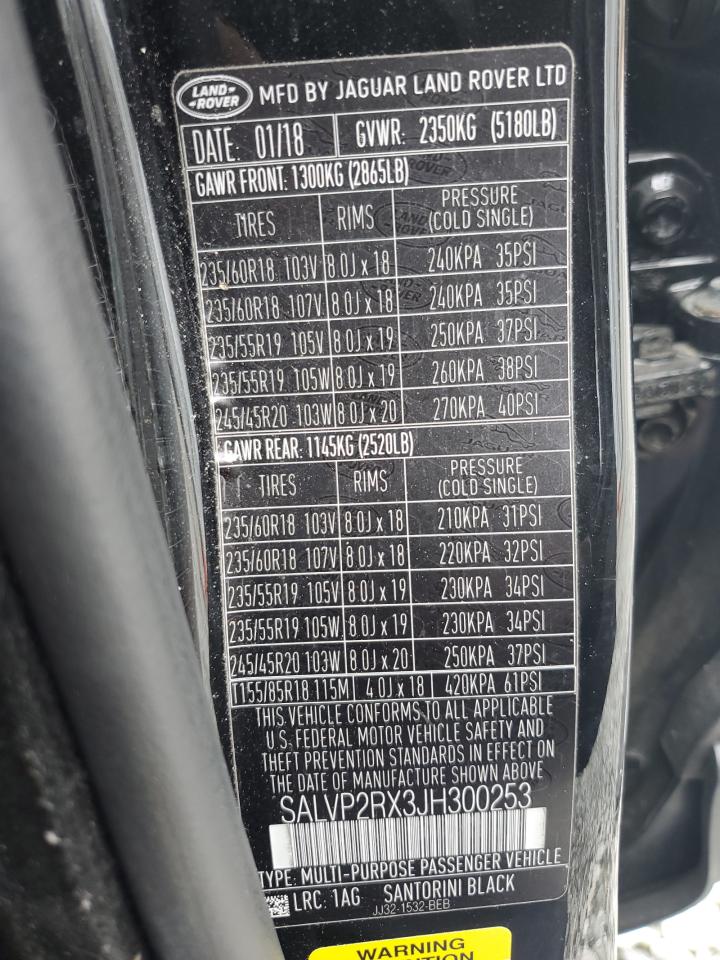 LAND ROVER MFD BY JAGUAR LAND ROVER LTD
DATE: 01/18 GVWR: 2350KG (5180LB)
GAWR FRONT: 1300KG (2865LB)
TIRES RIMS PRESSURE (COLD SINGLE)
235/60R18 103V 8.0J x 18 240KPA 35PSI
235/60R18 107V 8.0J x 18 240KPA 35PSI
235/55R19 105V 8.0J x 19 250KPA 37PSI
235/55R19 105W 8.0J x 19 260KPA 38PSI
245/45R20 103W 8.0J x 20 270KPA 40PSI
GAWR REAR: 1145KG (2520LB)
TIRES RIMS PRESSURE (COLD SINGLE)
235/60R18 103V 8.0J x 18 210KPA 31PSI
235/60R18 107V 8.0J x 18 220KPA 32PSI
235/55R19 105V 8.0J x 19 230KPA 34PSI
235/55R19 105W 8.0J x 19 230KPA 34PSI
245/45R20 103W 8.0J x 20 250KPA 37PSI
T155/85R18 115M 4.0J x 18 420KPA 61PSI
THIS VEHICLE CONFORMS TO ALL APPLICABLE
U.S. FEDERAL MOTOR VEHICLE SAFETY AND
THEFT PREVENTION STANDARDS IN EFFECT ON
THE DATE OF MANUFACTURE SHOWN ABOVE
SALVP2RX3JH300253
TYPE: MULTI-PURPOSE PASSENGER VEHICLE
LRC: 1AG SANTORINI BLACK
JJ32-1532-BEB
WARNING